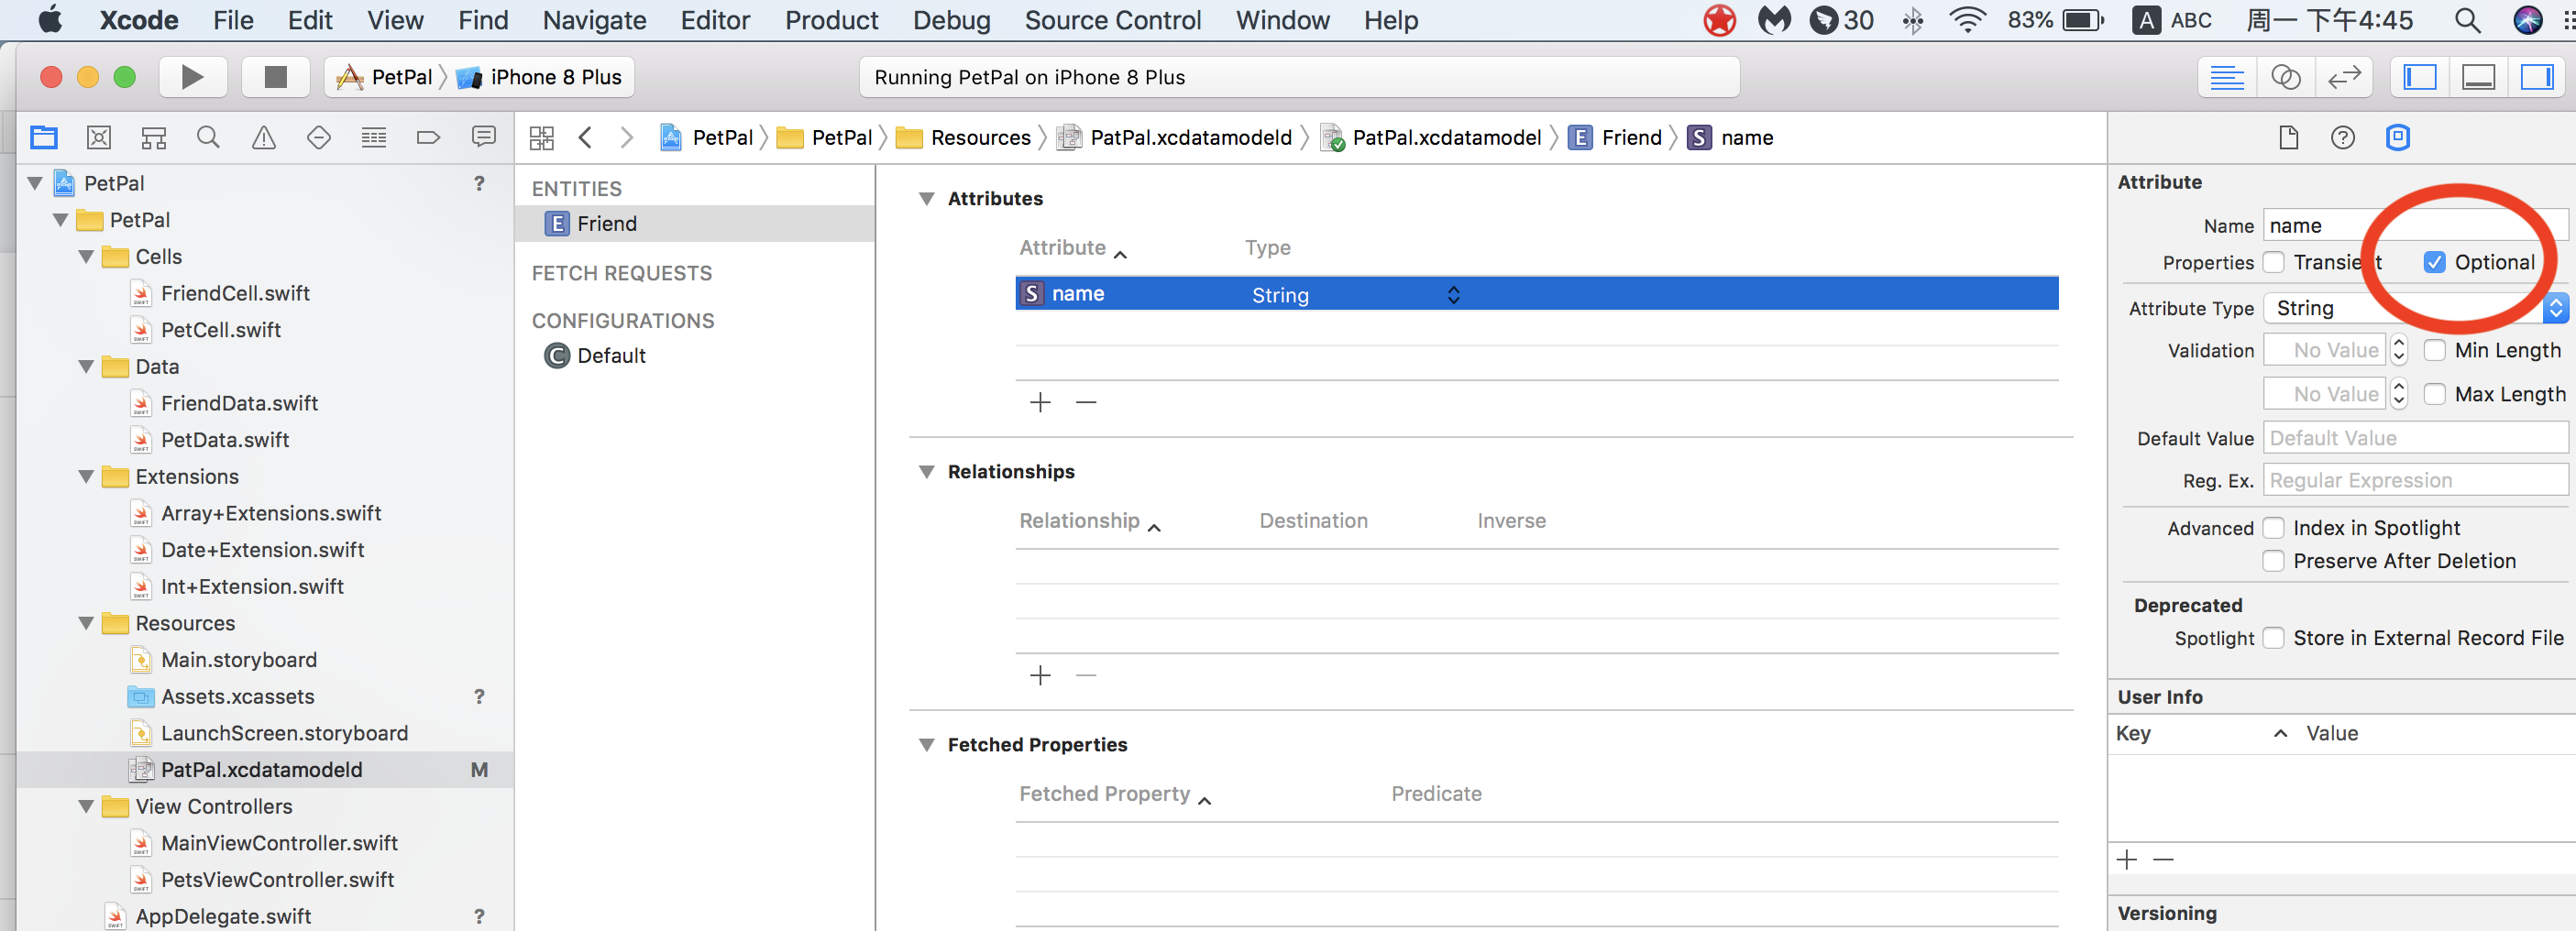 Xcode File Edit View Find Navigate Editor Product Debug Source Control Window Help 30 83% A ABC 周一 下午4:45
PetPal iPhone 8 Plus Running PetPal on iPhone 8 Plus
PetPal PetPal Resources PatPal.xcdatamodeld PatPal.xcdatamodel E Friend S name
PetPal ?
PetPal
Cells
FriendCell.swift
PetCell.swift
Data
FriendData.swift
PetData.swift
Extensions
Array+Extensions.swift
Date+Extension.swift
Int+Extension.swift
Resources
Main.storyboard
Assets.xcassets ?
LaunchScreen.storyboard
PatPal.xcdatamodeld M
View Controllers
MainViewController.swift
PetsViewController.swift
AppDelegate.swift ?
ENTITIES
E Friend
FETCH REQUESTS
CONFIGURATIONS
C Default
Attributes
Attribute Type
S name String
Relationships
Relationship Destination Inverse
Fetched Properties
Fetched Property Predicate
Attribute
Name name
Properties Transient Optional
Attribute Type String
Validation No Value Min Length
No Value Max Length
Default Value Default Value
Reg. Ex. Regular Expression
Advanced Index in Spotlight
Preserve After Deletion
Deprecated
Spotlight Store in External Record File
User Info
Key Value
Versioning